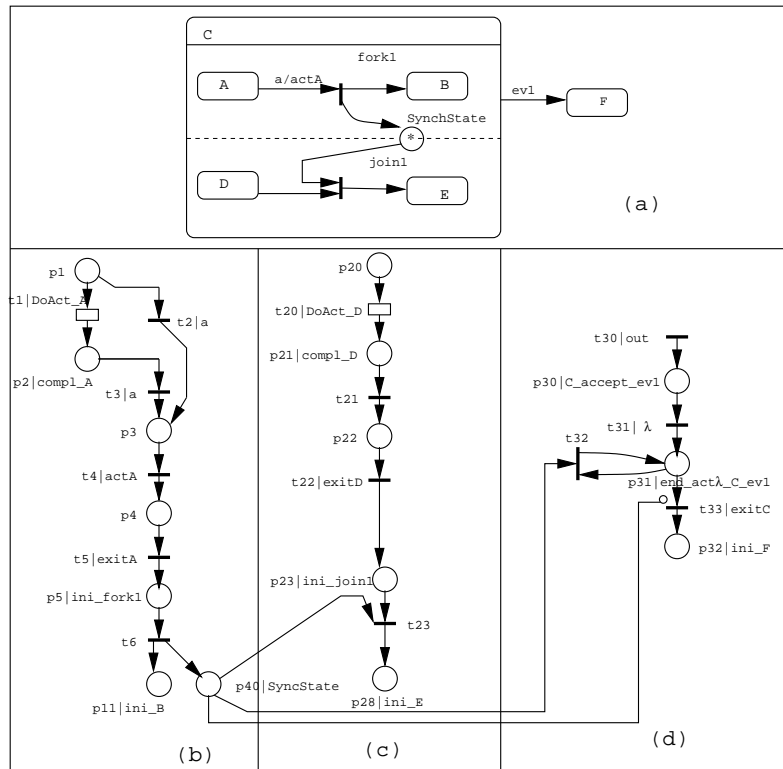 C
fork1
A
a/actA
B
ev1
F
SynchState
*
join1
D
E
(a)
p1
t1|DoAct_A
t2|a
p2|compl_A
t3|a
p3
t4|actA
p4
t5|exitA
p5|ini_fork1
t6
p11|ini_B
p40|SyncState
(b)
p20
t20|DoAct_D
p21|compl_D
t21
p22
t22|exitD
p23|ini_join1
t23
p28|ini_E
(c)
t30|out
p30|C_accept_ev1
t31|λ
t32
p31|end_actλ_C_ev1
t33|exitC
p32|ini_F
(d)